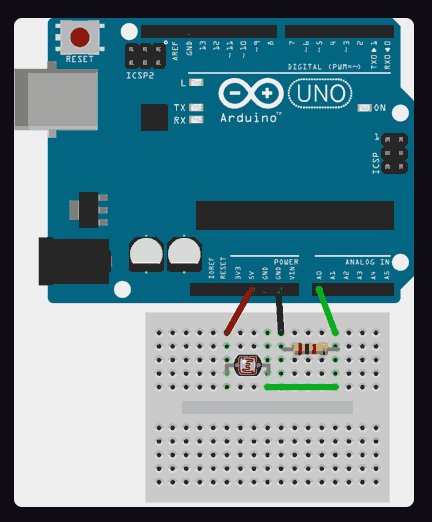 RESET
ICSP2
AREF
GND
13
12
~11
~10
~9
8
7
~6
~5
4
~3
2
TX▸1
RX◂0
DIGITAL (PWM=~)
L
TX
RX
UNO
ON
Arduino™
1
ICSP
POWER
ANALOG IN
IOREF
RESET
3V3
5V
GND
GND
VIN
A0
A1
A2
A3
A4
A5